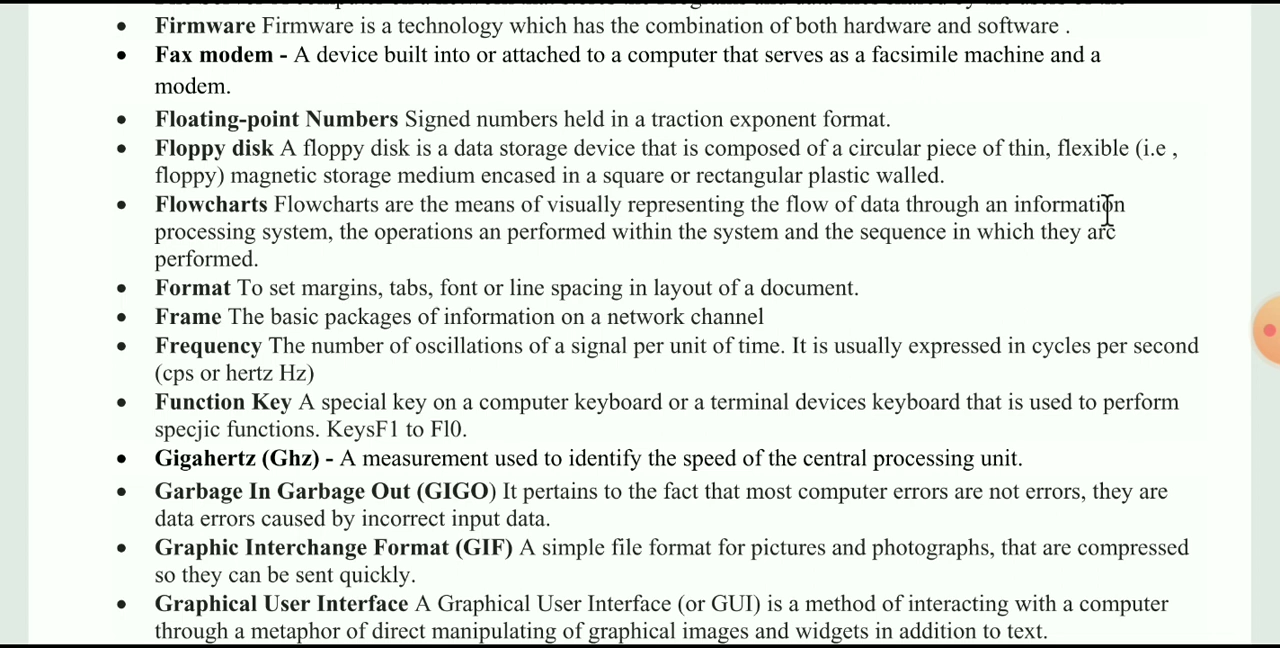 • Firmware Firmware is a technology which has the combination of both hardware and software .
• Fax modem - A device built into or attached to a computer that serves as a facsimile machine and a
modem.
• Floating-point Numbers Signed numbers held in a traction exponent format.
• Floppy disk A floppy disk is a data storage device that is composed of a circular piece of thin, flexible (i.e ,
floppy) magnetic storage medium encased in a square or rectangular plastic walled.
• Flowcharts Flowcharts are the means of visually representing the flow of data through an information
processing system, the operations an performed within the system and the sequence in which they arc
performed.
• Format To set margins, tabs, font or line spacing in layout of a document.
• Frame The basic packages of information on a network channel
• Frequency The number of oscillations of a signal per unit of time. It is usually expressed in cycles per second
(cps or hertz Hz)
• Function Key A special key on a computer keyboard or a terminal devices keyboard that is used to perform
specjic functions. KeysF1 to Fl0.
• Gigahertz (Ghz) - A measurement used to identify the speed of the central processing unit.
• Garbage In Garbage Out (GIGO) It pertains to the fact that most computer errors are not errors, they are
data errors caused by incorrect input data.
• Graphic Interchange Format (GIF) A simple file format for pictures and photographs, that are compressed
so they can be sent quickly.
• Graphical User Interface A Graphical User Interface (or GUI) is a method of interacting with a computer
through a metaphor of direct manipulating of graphical images and widgets in addition to text.